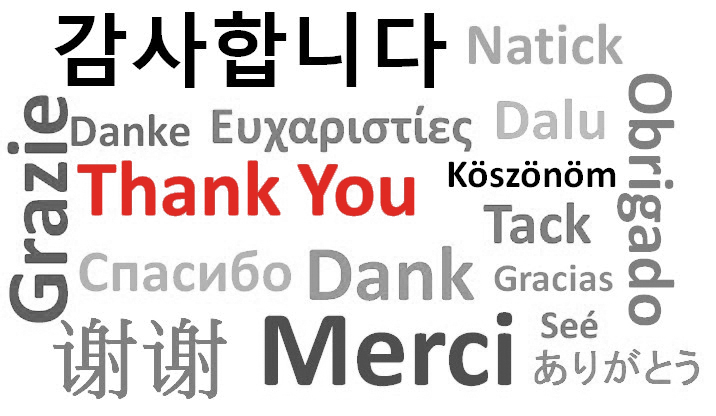 감사합니다
Natick
Grazie
Danke
Ευχαριστίες
Dalu
Obrigado
Thank You
Köszönöm
Tack
Спасибо
Dank
Gracias
谢谢
Merci
Seé
ありがとう